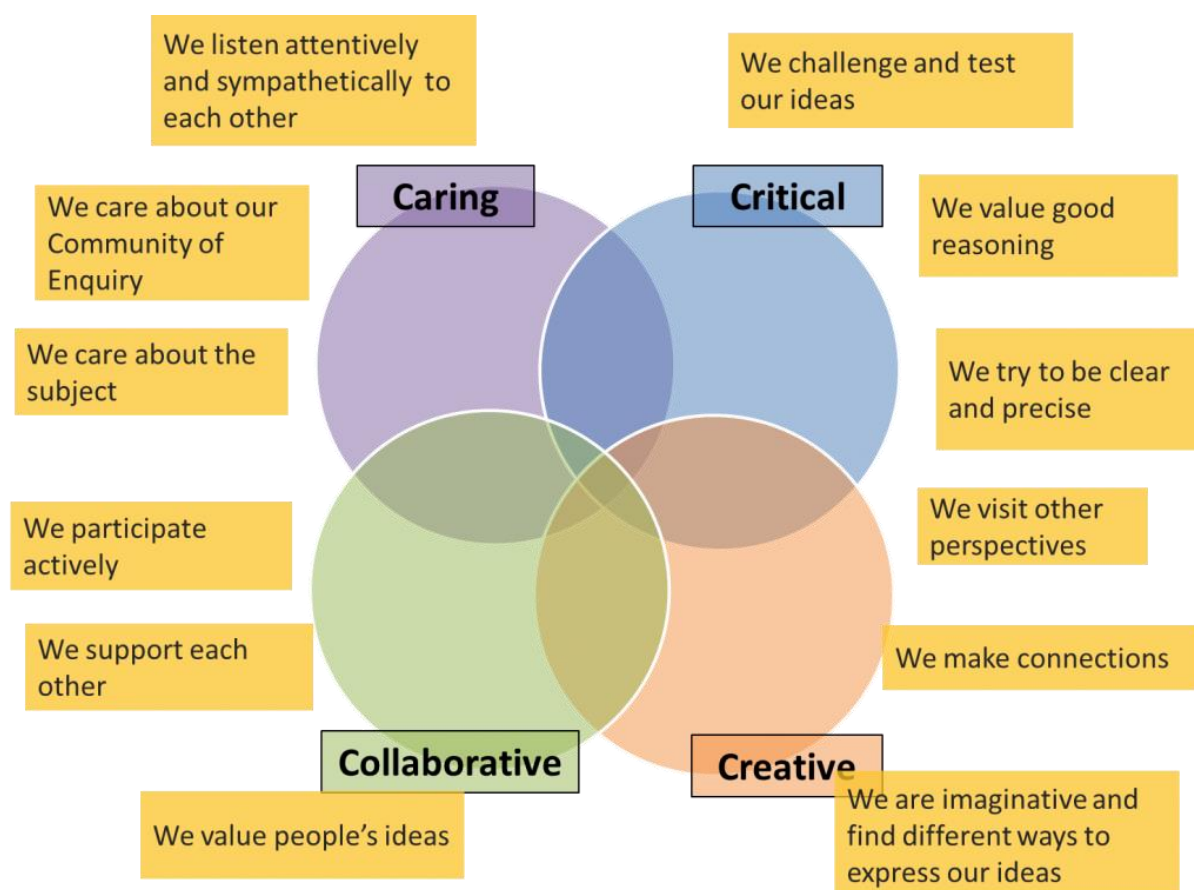 We listen attentively
and sympathetically to
each other
We challenge and test
our ideas
Caring
Critical
We care about our
Community of
Enquiry
We value good
reasoning
We care about the
subject
We try to be clear
and precise
We participate
actively
We visit other
perspectives
We support each
other
We make connections
Collaborative
Creative
We value people's ideas
We are imaginative and
find different ways to
express our ideas